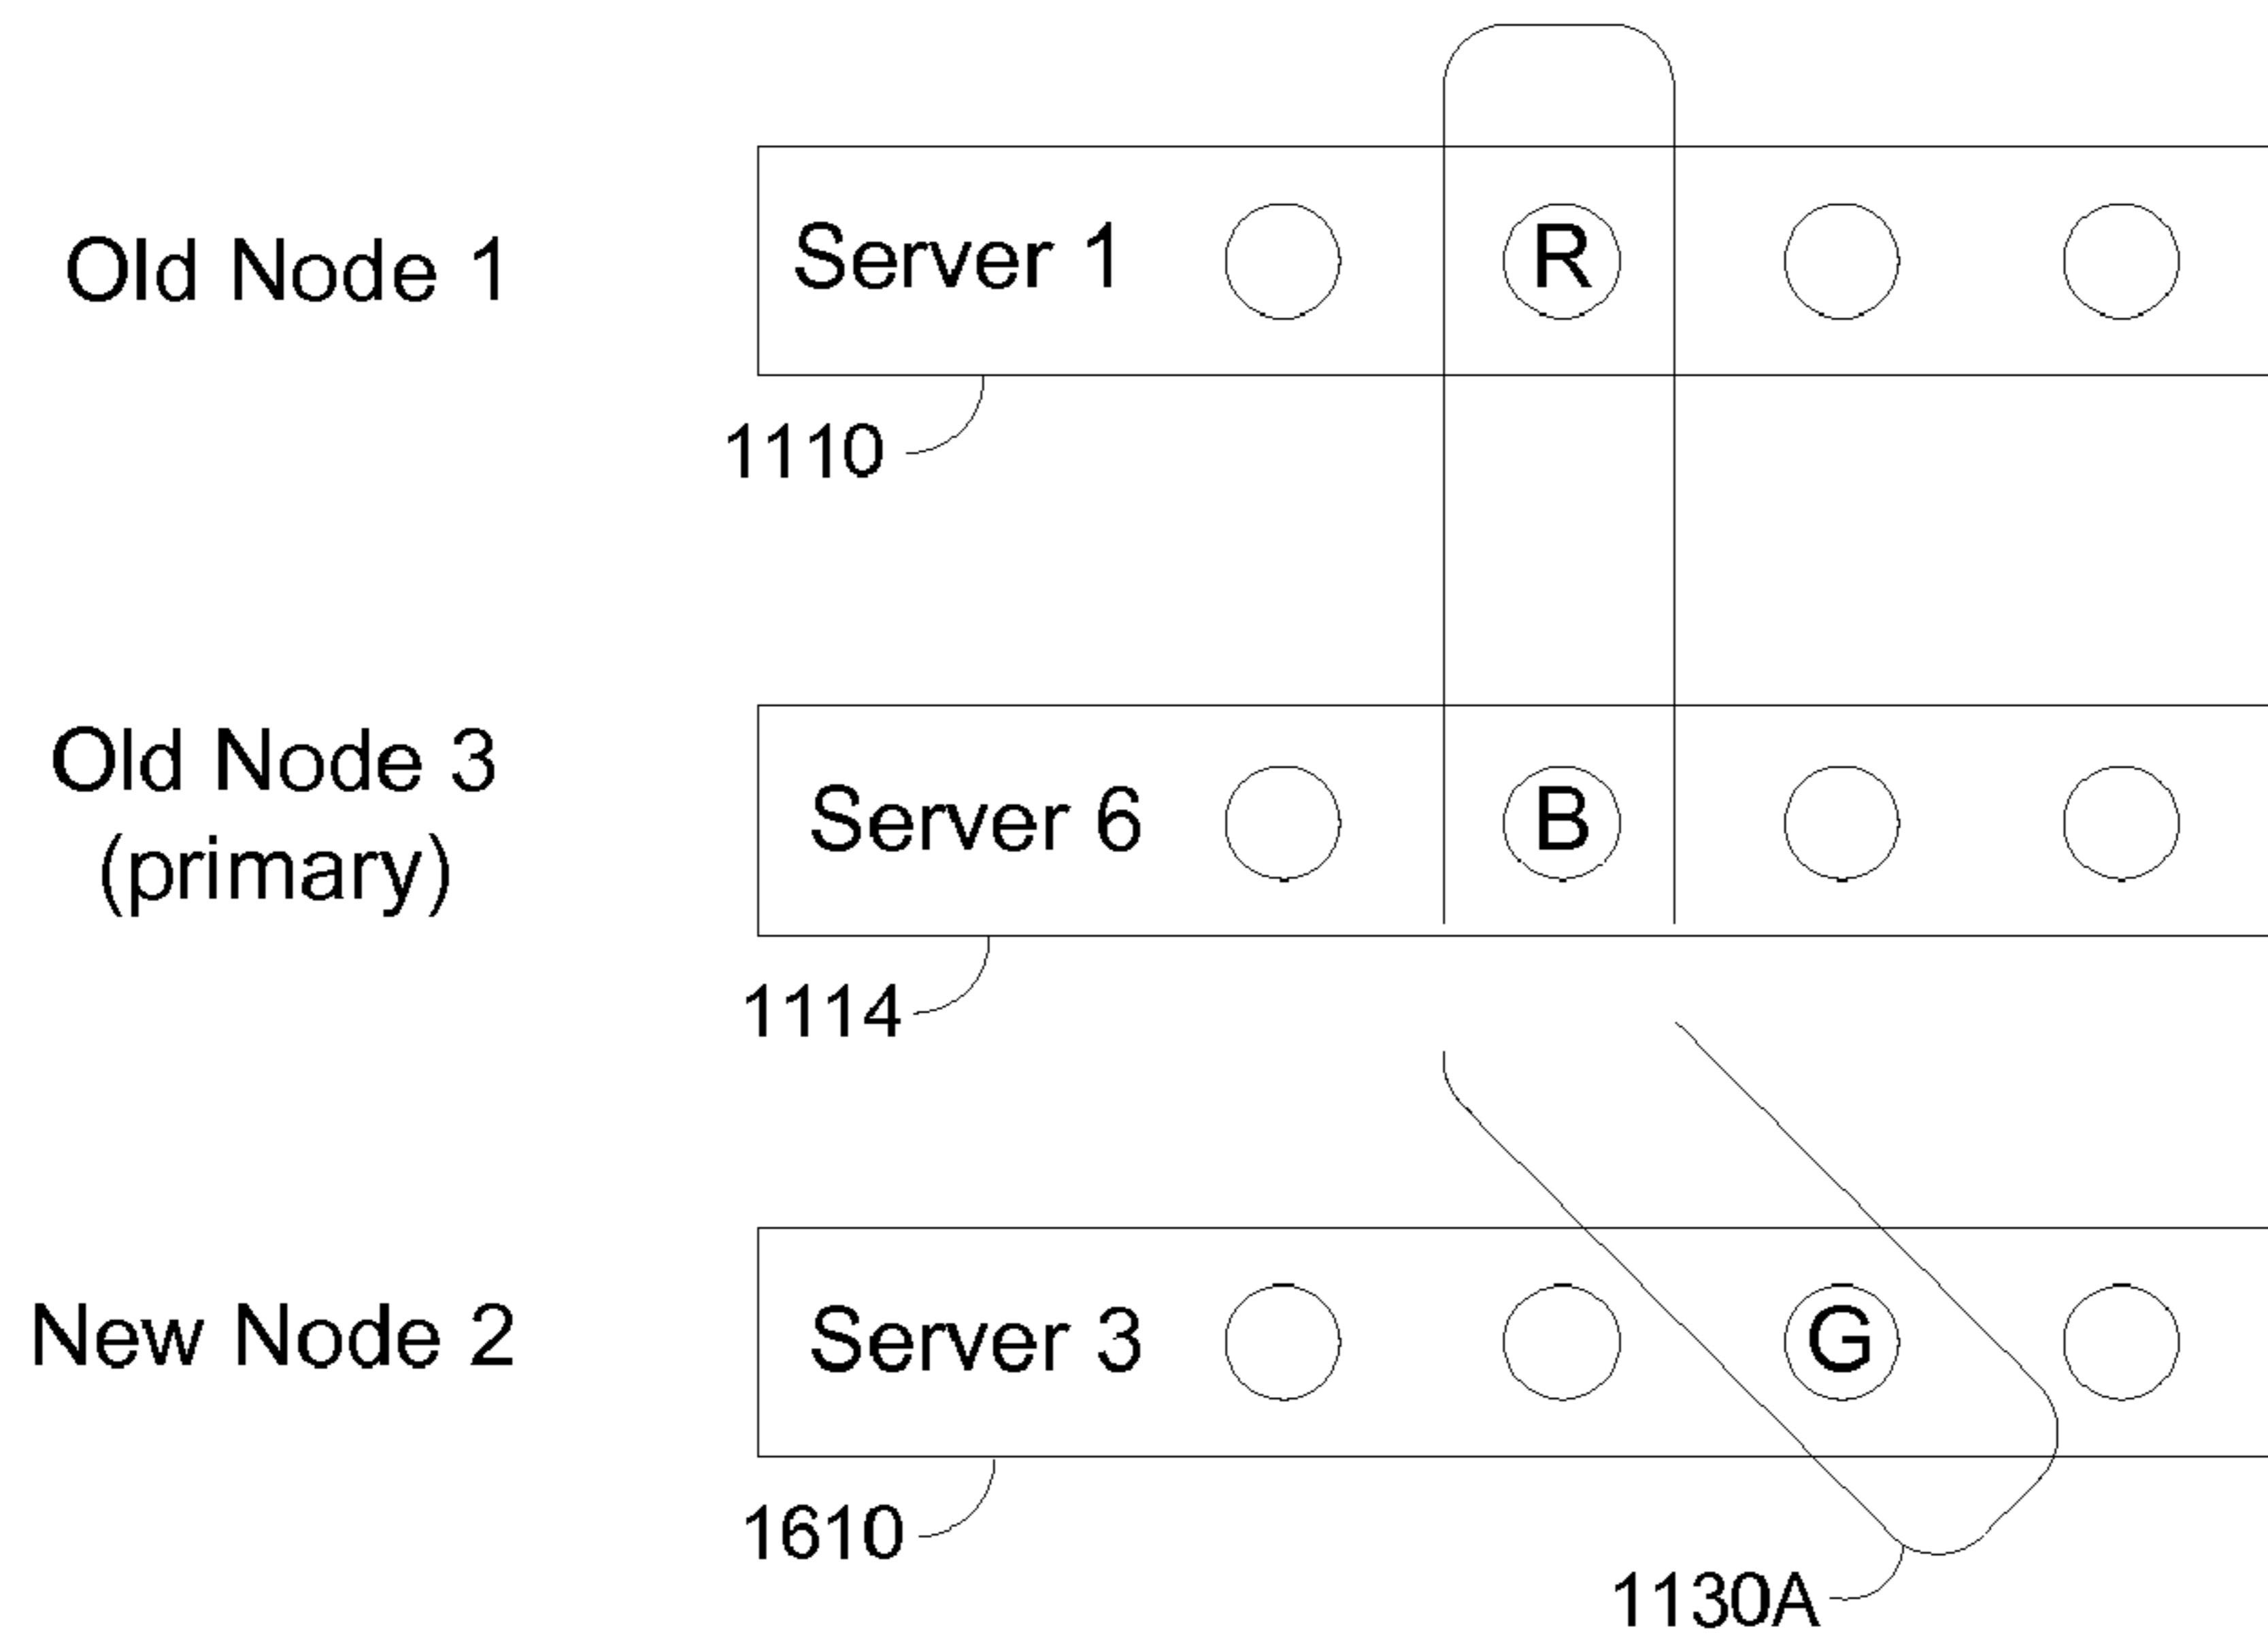 Old Node 1
Server 1
R
1110
Old Node 3
(primary)
Server 6
B
1114
New Node 2
Server 3
G
1610
1130A